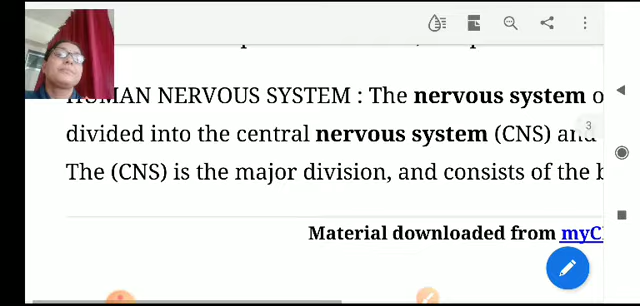 HUMAN NERVOUS SYSTEM : The nervous system o
divided into the central nervous system (CNS) and
The (CNS) is the major division, and consists of the b
3
Material downloaded from myC